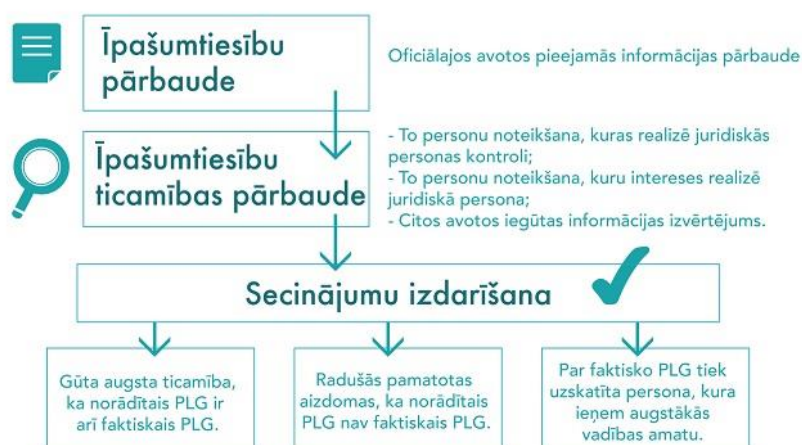 Īpašumtiesību
pārbaude
Oficiālajos avotos pieejamās informācijas pārbaude
Īpašumtiesību
ticamības pārbaude
- To personu noteikšana, kuras realizē juridiskās
personas kontroli;
- To personu noteikšana, kuru intereses realizē
juridiskā persona;
- Citos avotos iegūtas informācijas izvērtējums.
Secinājumu izdarīšana
Gūta augsta ticamība,
ka norādītais PLG ir
arī faktiskais PLG.
Radušās pamatotas
aizdomas, ka norādītais
PLG nav faktiskais PLG.
Par faktisko PLG tiek
uzskatīta persona, kura
ieņem augstākās
vadības amatu.